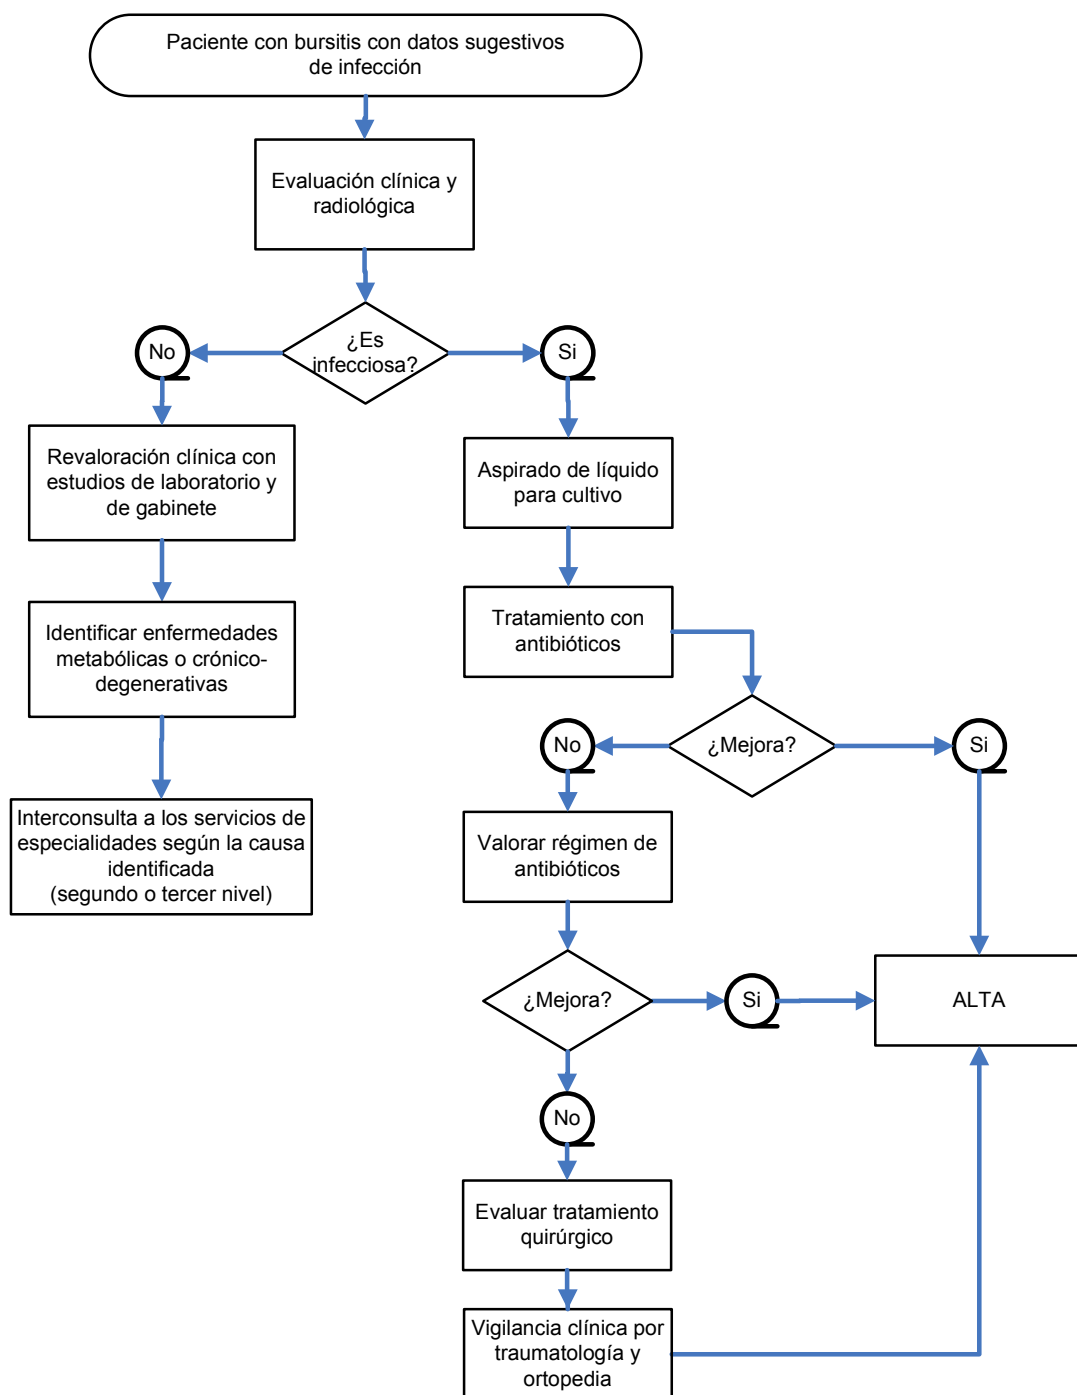 Paciente con bursitis con datos sugestivos
de infección
Evaluación clínica y
radiológica
¿Es
infecciosa?
No
Si
Revaloración clínica con
estudios de laboratorio y
de gabinete
Aspirado de líquido
para cultivo
Identificar enfermedades
metabólicas o crónico-
degenerativas
Tratamiento con
antibióticos
¿Mejora?
No
Si
Interconsulta a los servicios de
especialidades según la causa
identificada
(segundo o tercer nivel)
Valorar régimen de
antibióticos
¿Mejora?
Si
ALTA
No
Evaluar tratamiento
quirúrgico
Vigilancia clínica por
traumatología y
ortopedia